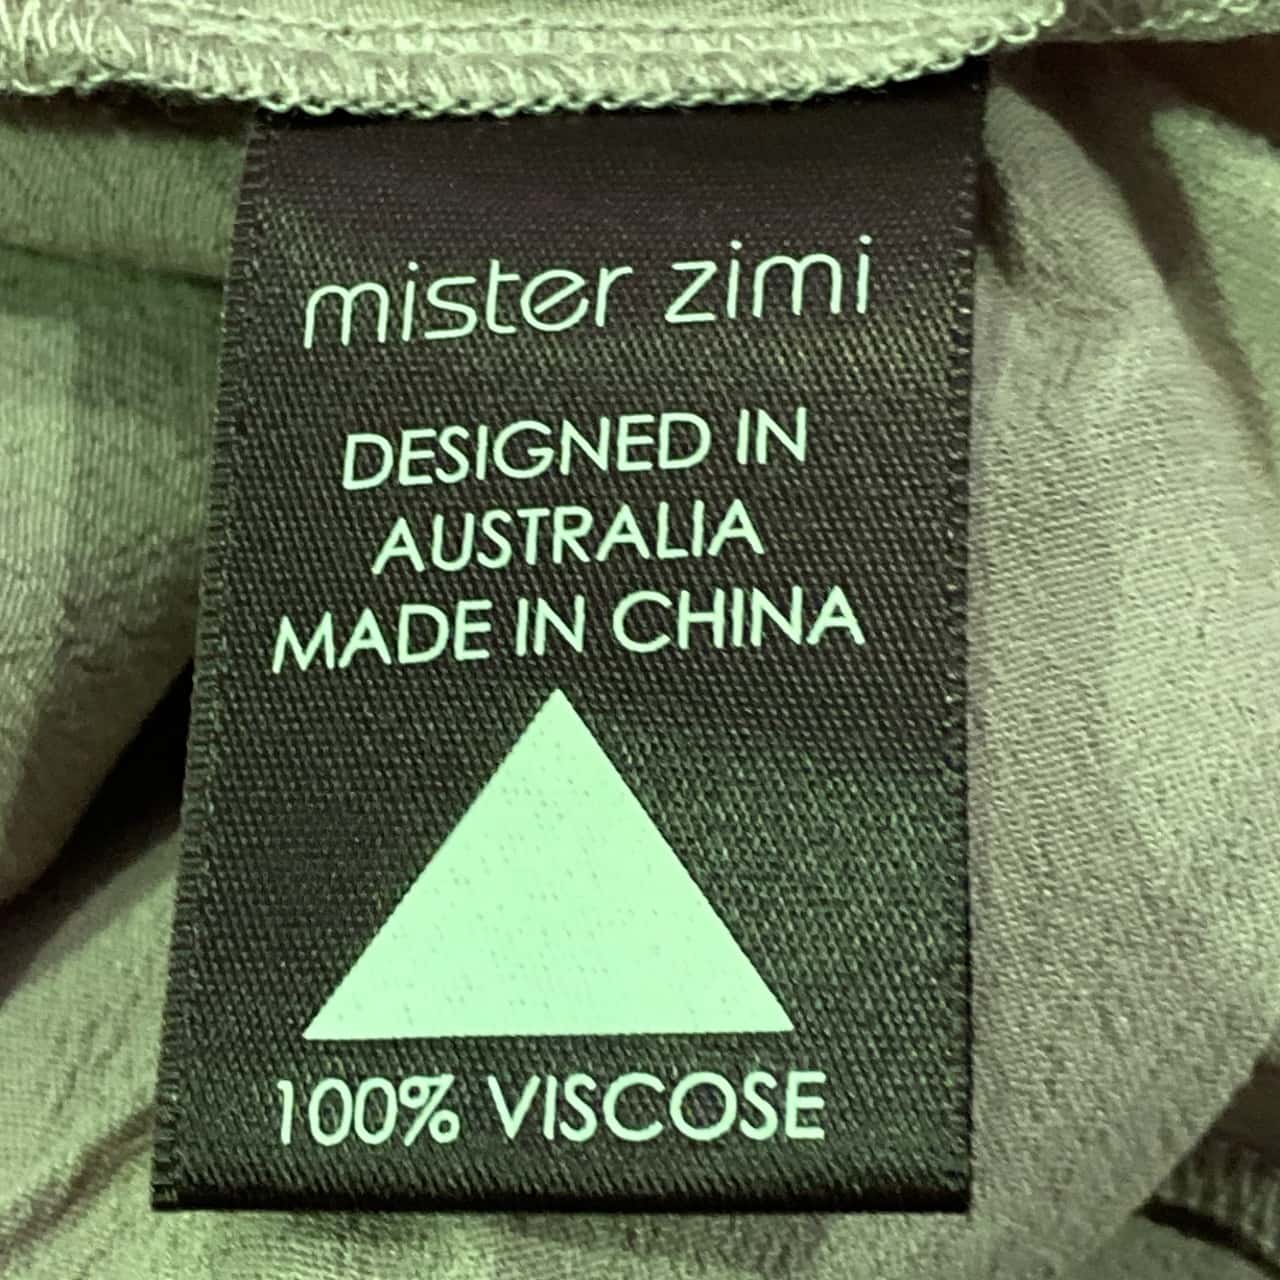 mister zimi
DESIGNED IN
AUSTRALIA
MADE IN CHINA
100% VISCOSE